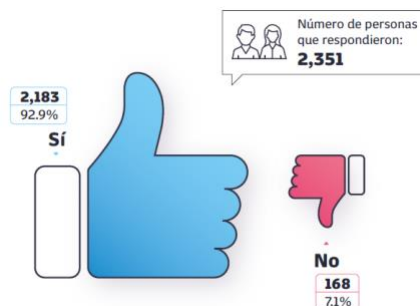 Número de personas
que respondieron:
2,351
2,183
92.9%
Sí
No
168
7.1%